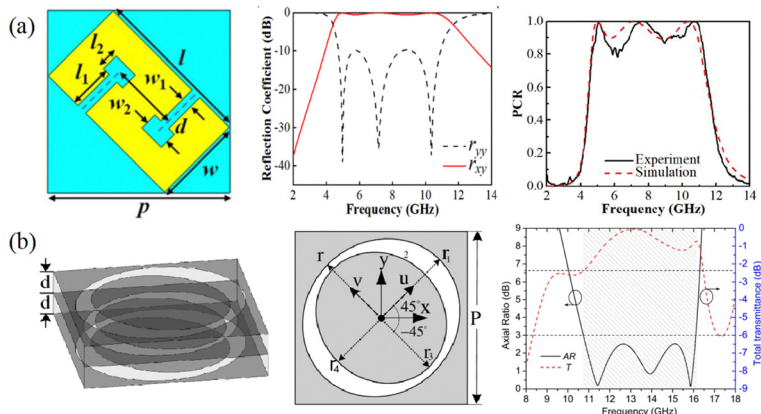 (a)
l
l2
l1
w1
w2
d
w
p
Reflection Coefficient (dB)
0
-10
-20
-30
-40
2 4 6 8 10 12 14
Frequency (GHz)
ryy
rxy
PCR
1.0
0.8
0.6
0.4
0.2
0.0
2 4 6 8 10 12 14
Frequency (GHz)
Experiment
Simulation
(b)
d
d
r
y
2
r1
u
v
45°
x
-45°
r4
r3
P
Axial Ratio (dB)
9
8
7
6
5
4
3
2
1
0
8 9 10 11 12 13 14 15 16 17 18
Frequency (GHz)
AR
T
0
-1
-2
-3
-4
-5
-6
Total transmittance (dB)